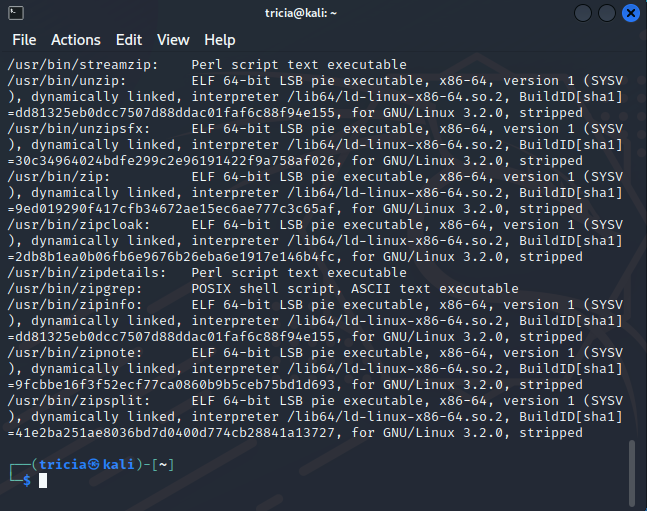 tricia@kali: ~
File Actions Edit View Help
/usr/bin/streamzip:    Perl script text executable
/usr/bin/unzip:        ELF 64-bit LSB pie executable, x86-64, version 1 (SYSV
), dynamically linked, interpreter /lib64/ld-linux-x86-64.so.2, BuildID[sha1]
=dd81325eb0dcc7507d88ddac01faf6c88f94e155, for GNU/Linux 3.2.0, stripped
/usr/bin/unzipsfx:     ELF 64-bit LSB pie executable, x86-64, version 1 (SYSV
), dynamically linked, interpreter /lib64/ld-linux-x86-64.so.2, BuildID[sha1]
=30c34964024bdfe299c2e96191422f9a758af026, for GNU/Linux 3.2.0, stripped
/usr/bin/zip:          ELF 64-bit LSB pie executable, x86-64, version 1 (SYSV
), dynamically linked, interpreter /lib64/ld-linux-x86-64.so.2, BuildID[sha1]
=9ed019290f417cfb34672ae15ec6ae777c3c65af, for GNU/Linux 3.2.0, stripped
/usr/bin/zipcloak:     ELF 64-bit LSB pie executable, x86-64, version 1 (SYSV
), dynamically linked, interpreter /lib64/ld-linux-x86-64.so.2, BuildID[sha1]
=2db8b1ea0b06fb6e9676b26eba6e1917e146b4fc, for GNU/Linux 3.2.0, stripped
/usr/bin/zipdetails:   Perl script text executable
/usr/bin/zipgrep:      POSIX shell script, ASCII text executable
/usr/bin/zipinfo:      ELF 64-bit LSB pie executable, x86-64, version 1 (SYSV
), dynamically linked, interpreter /lib64/ld-linux-x86-64.so.2, BuildID[sha1]
=dd81325eb0dcc7507d88ddac01faf6c88f94e155, for GNU/Linux 3.2.0, stripped
/usr/bin/zipnote:      ELF 64-bit LSB pie executable, x86-64, version 1 (SYSV
), dynamically linked, interpreter /lib64/ld-linux-x86-64.so.2, BuildID[sha1]
=9fcbbe16f3f52ecf77ca0860b9b5ceb75bd1d693, for GNU/Linux 3.2.0, stripped
/usr/bin/zipsplit:     ELF 64-bit LSB pie executable, x86-64, version 1 (SYSV
), dynamically linked, interpreter /lib64/ld-linux-x86-64.so.2, BuildID[sha1]
=41e2ba251ae8036bd7d0400d774cb28841a13727, for GNU/Linux 3.2.0, stripped
┌──(tricia㉿kali)-[~]
└─$